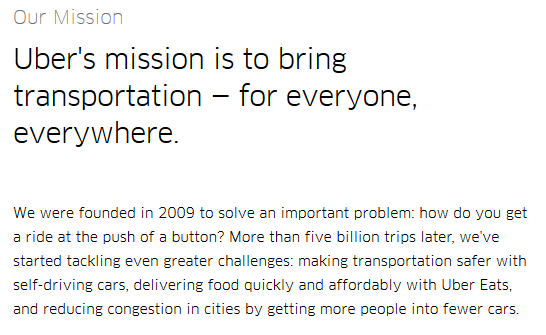 Our Mission
Uber's mission is to bring
transportation – for everyone,
everywhere.
We were founded in 2009 to solve an important problem: how do you get
a ride at the push of a button? More than five billion trips later, we've
started tackling even greater challenges: making transportation safer with
self-driving cars, delivering food quickly and affordably with Uber Eats,
and reducing congestion in cities by getting more people into fewer cars.